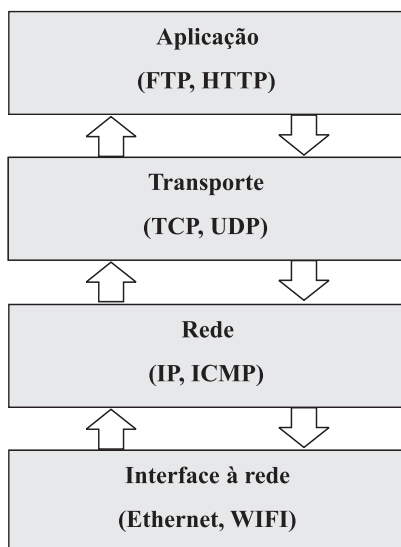 Aplicação
(FTP, HTTP)
Transporte
(TCP, UDP)
Rede
(IP, ICMP)
Interface à rede
(Ethernet, WIFI)